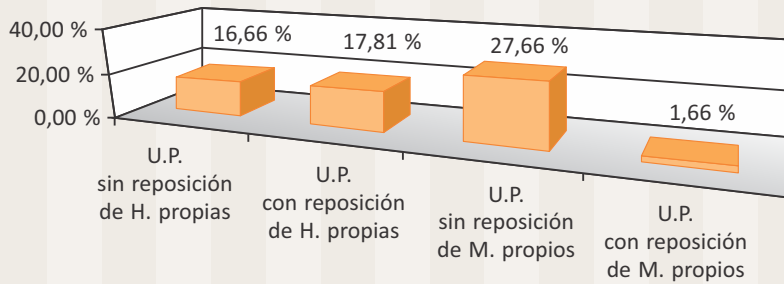 40,00 %
20,00 %
0,00 %
16,66 %
17,81 %
27,66 %
1,66 %
U.P.
sin reposición
de H. propias
U.P.
con reposición
de H. propias
U.P.
sin reposición
de M. propios
U.P.
con reposición
de M. propios